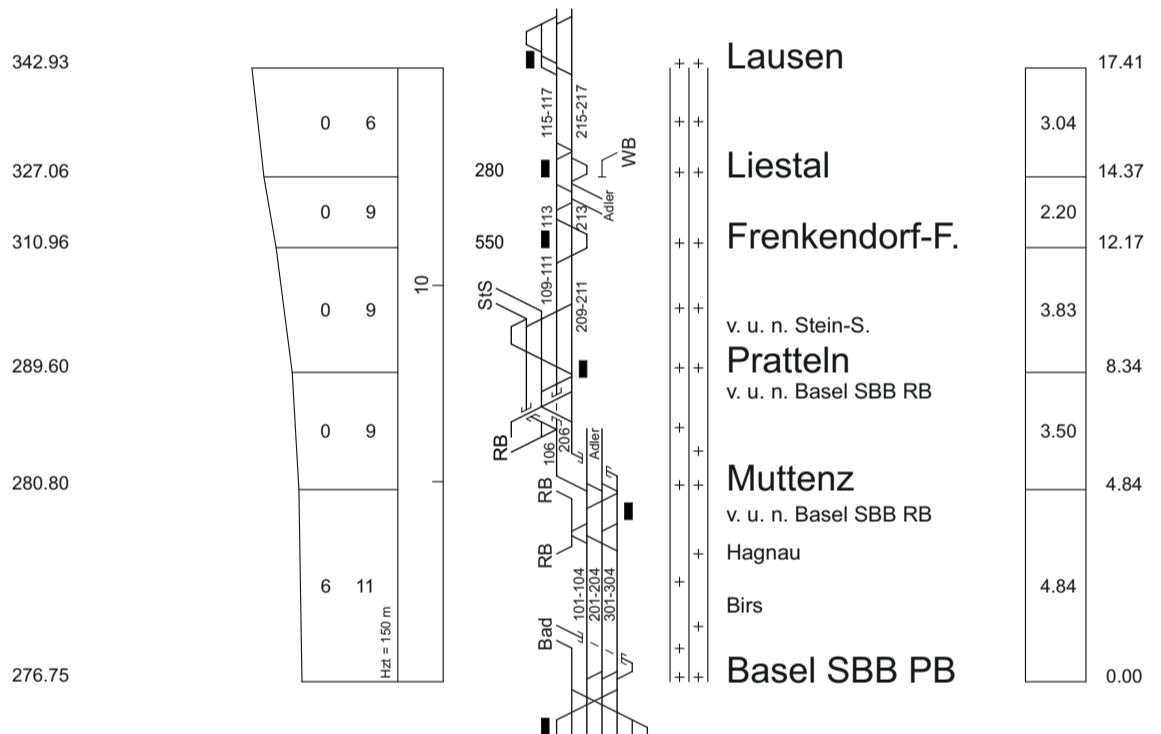 342.93 Lausen 17.41
115-117 215-217
0 6 3.04
WB
327.06 280 Liestal 14.37
Adler
0 9 113 213 2.20
310.96 550 Frenkendorf-F. 12.17
10 109-111 209-211
StS
0 9 3.83
v. u. n. Stein-S.
289.60 Pratteln 8.34
v. u. n. Basel SBB RB
0 9 3.50
RB 106 206 Adler
280.80 Muttenz 4.84
RB
v. u. n. Basel SBB RB
RB Hagnau
6 11 101-104 201-204 301-304 4.84
Birs
Hzt = 150 m Bad
276.75 Basel SBB PB 0.00